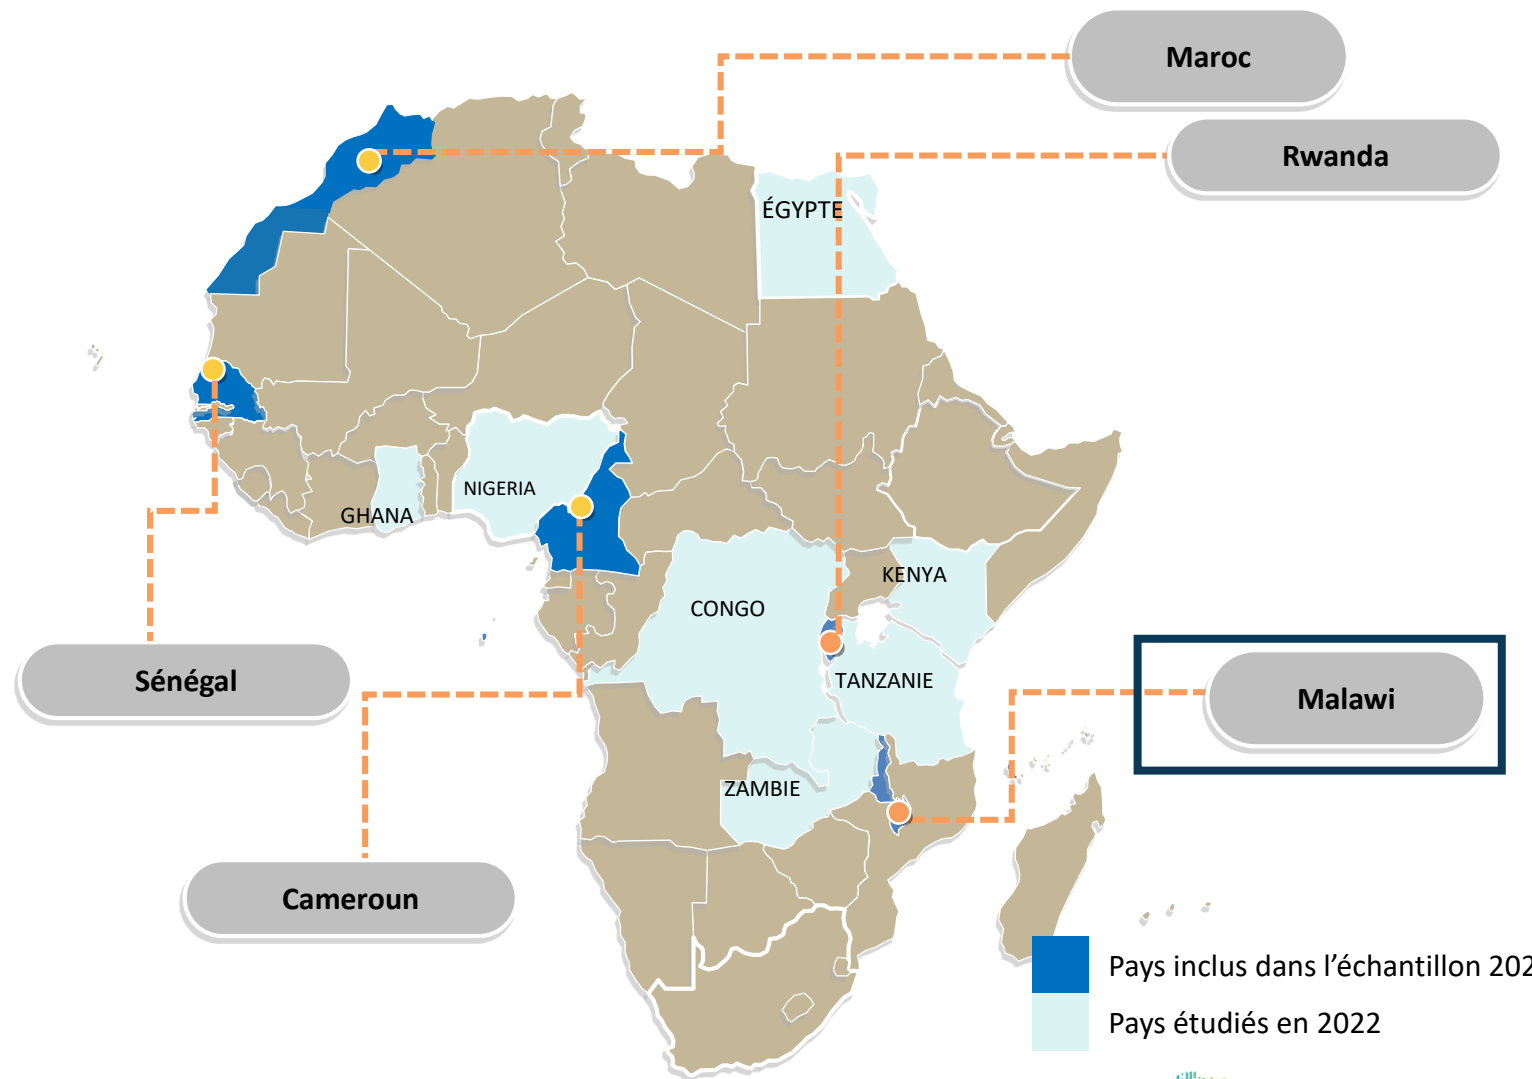 Maroc
Rwanda
ÉGYPTE
NIGERIA
GHANA
KENYA
CONGO
TANZANIE
Sénégal
Malawi
ZAMBIE
Cameroun
Pays inclus dans l’échantillon 202
Pays étudiés en 2022